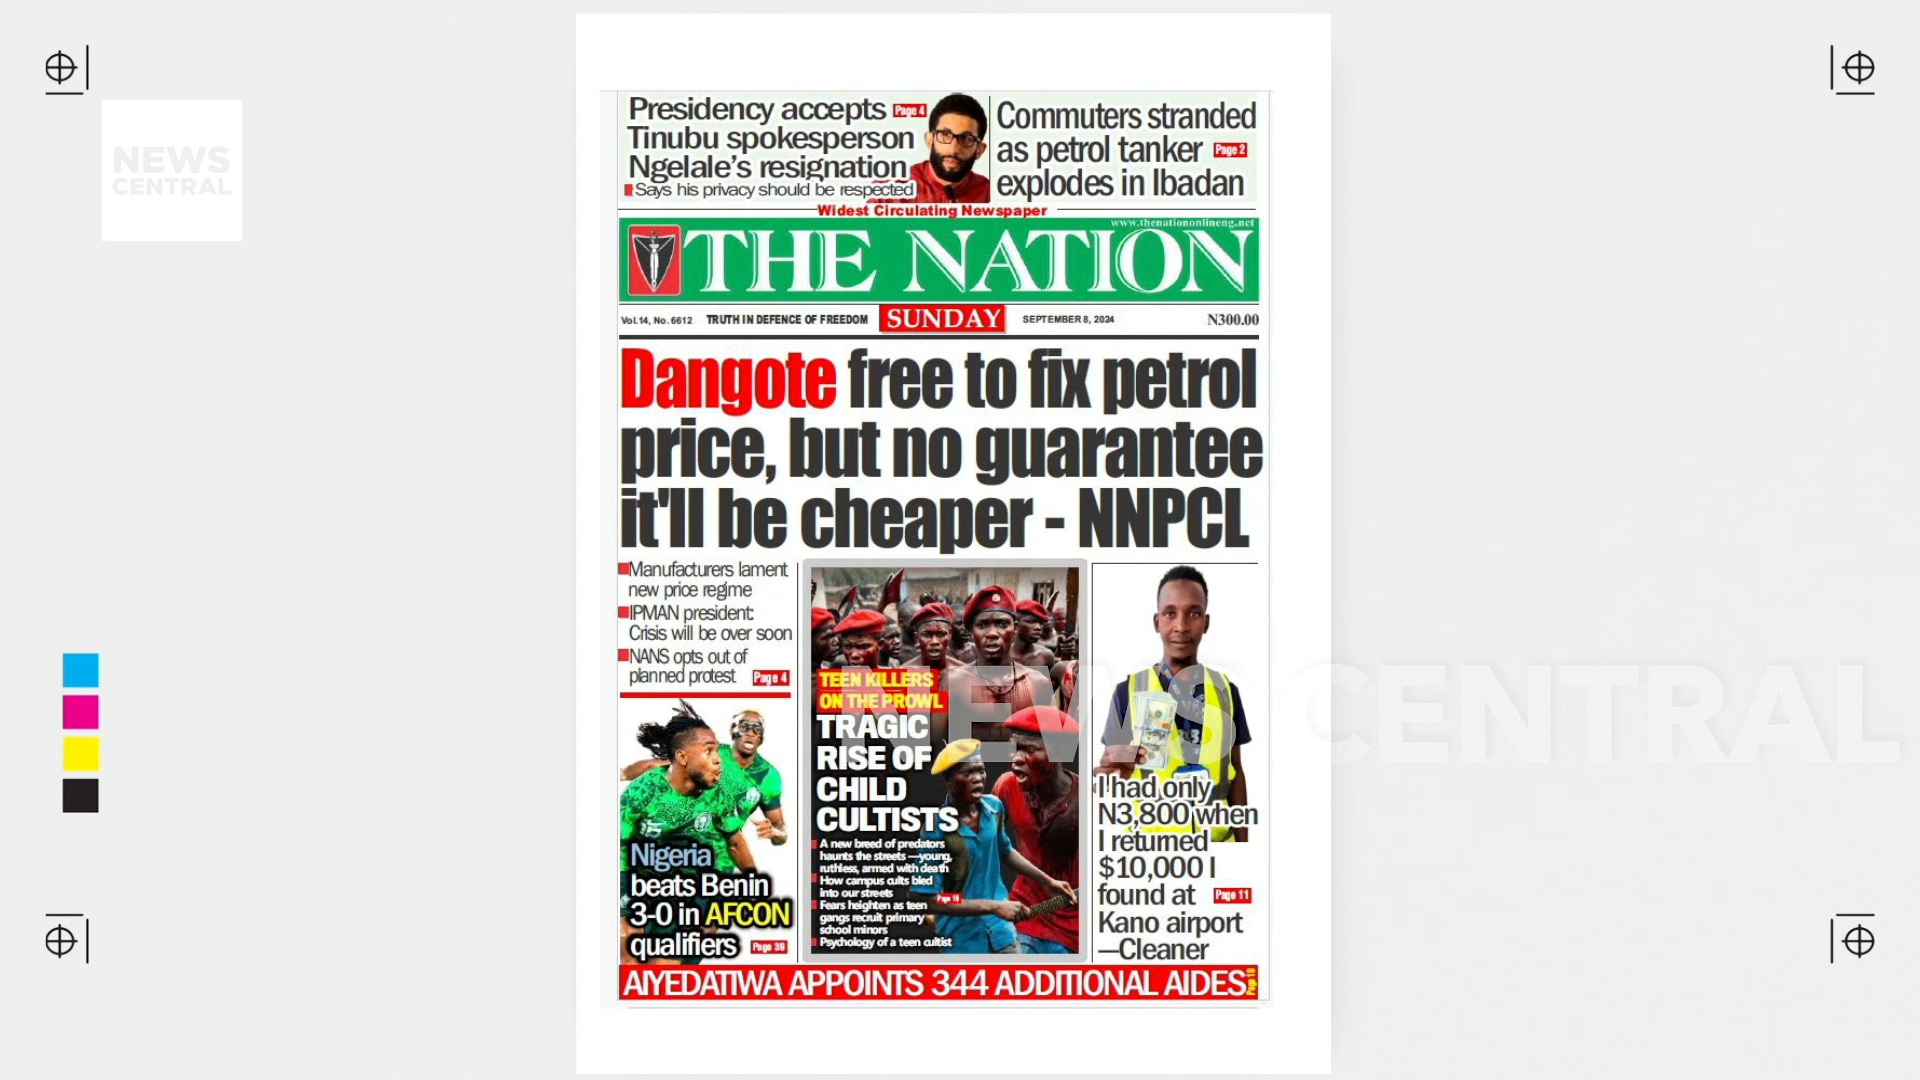 NEWS
CENTRAL
Presidency accepts Page 4
Tinubu spokesperson
Ngelale's resignation
Says his privacy should be respected
Commuters stranded
as petrol tanker Page 2
explodes in Ibadan
Widest Circulating Newspaper
www.thenationonlineng.net
THE NATION
Vol.14, No. 6612 TRUTH IN DEFENCE OF FREEDOM SUNDAY SEPTEMBER 8, 2024 N300.00
Dangote free to fix petrol
price, but no guarantee
it'll be cheaper - NNPCL
Manufacturers lament
new price regime
IPMAN president:
Crisis will be over soon
NANS opts out of
planned protest Page 4
Nigeria
beats Benin
3-0 in AFCON
qualifiers Page 39
TEEN KILLERS
ON THE PROWL
TRAGIC
RISE OF
CHILD
CULTISTS
A new breed of predators
haunts the streets —young,
ruthless, armed with death
How campus cults bled
into our streets
Fears heighten as teen
gangs recruit primary
school minors
Psychology of a teen cultist
I had only
N3,800 when
I returned
$10,000 I
found at Page 11
Kano airport
—Cleaner
AIYEDATIWA APPOINTS 344 ADDITIONAL AIDES
NEWS CENTRAL